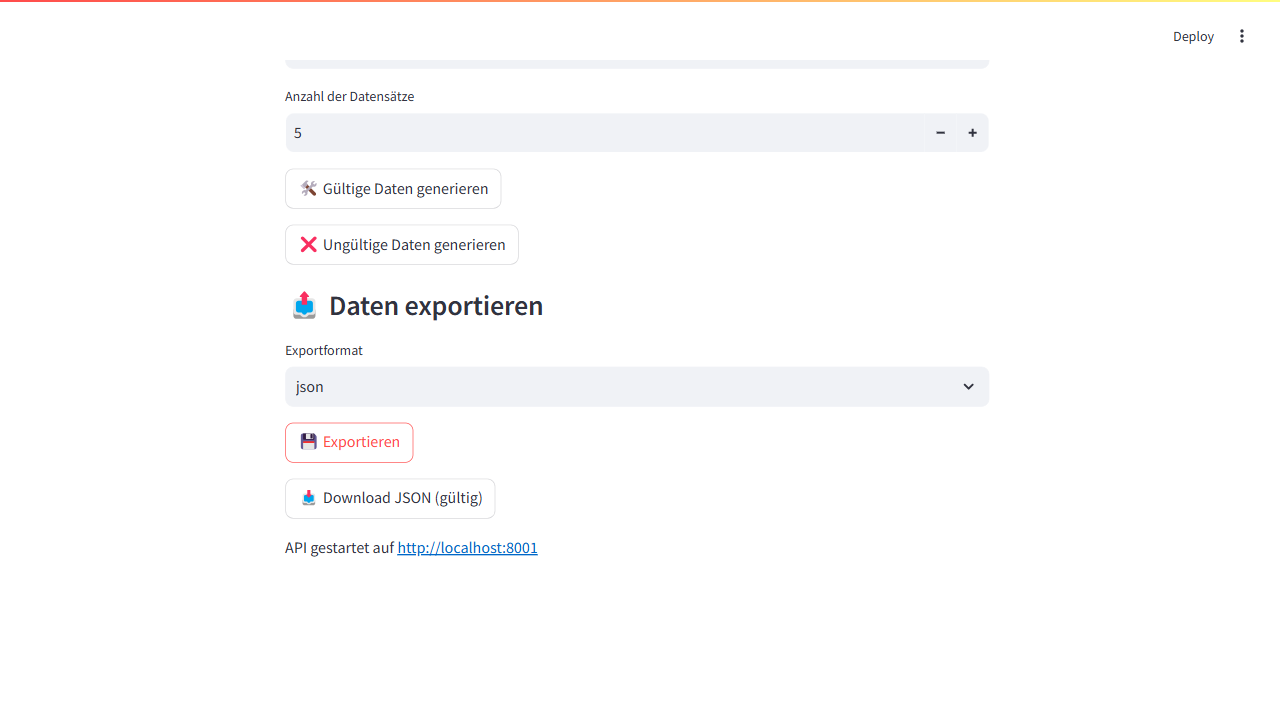 Deploy
Anzahl der Datensätze
5
Gültige Daten generieren
Ungültige Daten generieren
Daten exportieren
Exportformat
json
Exportieren
Download JSON (gültig)
API gestartet auf http://localhost:8001